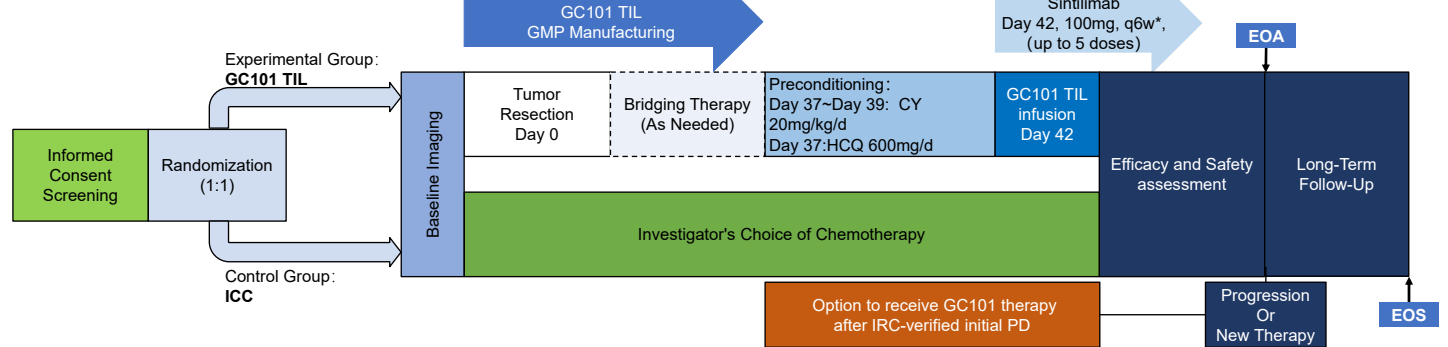 GC101 TIL
GMP Manufacturing
Sintilimab
Day 42, 100mg, q6w*,
(up to 5 doses)
EOA
Experimental Group:
GC101 TIL
Informed
Consent
Screening
Randomization
(1:1)
Control Group:
ICC
Baseline Imaging
Tumor
Resection
Day 0
Bridging Therapy
(As Needed)
Preconditioning:
Day 37~Day 39: CY
20mg/kg/d
Day 37:HCQ 600mg/d
GC101 TIL
infusion
Day 42
Investigator's Choice of Chemotherapy
Efficacy and Safety
assessment
Long-Term
Follow-Up
Option to receive GC101 therapy
after IRC-verified initial PD
Progression
Or
New Therapy
EOS